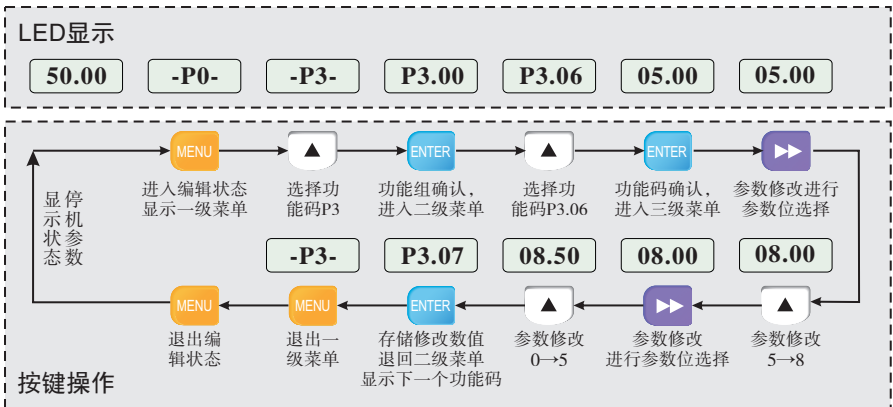 LED显示
50.00 -P0- -P3- P3.00 P3.06 05.00 05.00
MENU ▲ ENTER ▲ ENTER ▶▶
进入编辑状态
显示一级菜单
选择功
能码P3
功能组确认，
进入二级菜单
选择功
能码P3.06
功能码确认，
进入三级菜单
参数修改进行
参数位选择
停机参数
显示状态
-P3- P3.07 08.50 08.00 08.00
MENU MENU ENTER ▲ ▶▶ ▲
退出编
辑状态
退出一
级菜单
存储修改数值
退回二级菜单
显示下一个功能码
参数修改
0→5
参数修改
进行参数位选择
参数修改
5→8
按键操作